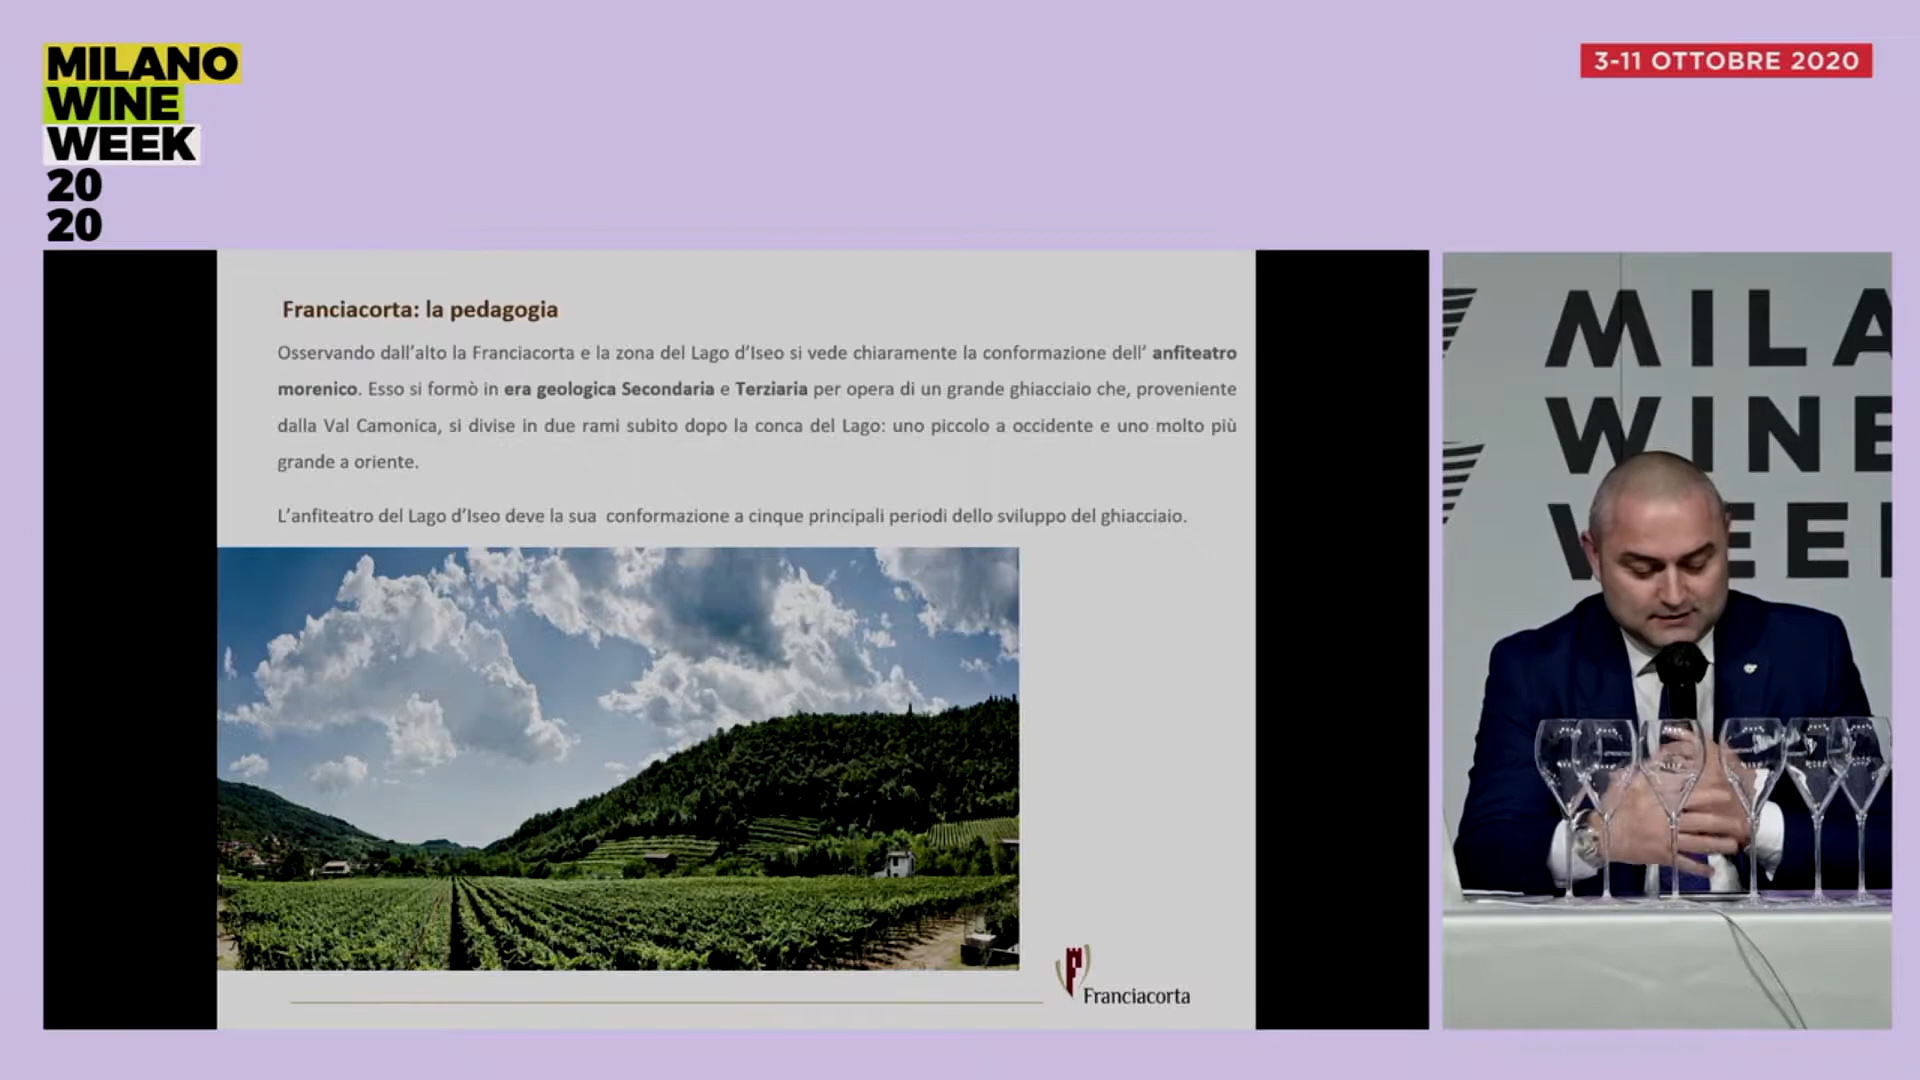 MILANO
WINE
WEEK
20
20
3-11 OTTOBRE 2020
Franciacorta: la pedagogia
Osservando dall'alto la Franciacorta e la zona del Lago d'Iseo si vede chiaramente la conformazione dell' anfiteatro
morenico. Esso si formò in era geologica Secondaria e Terziaria per opera di un grande ghiacciaio che, proveniente
dalla Val Camonica, si divise in due rami subito dopo la conca del Lago: uno piccolo a occidente e uno molto più
grande a oriente.
L'anfiteatro del Lago d'Iseo deve la sua conformazione a cinque principali periodi dello sviluppo del ghiacciaio.
Franciacorta
MILA
WINE
WEE